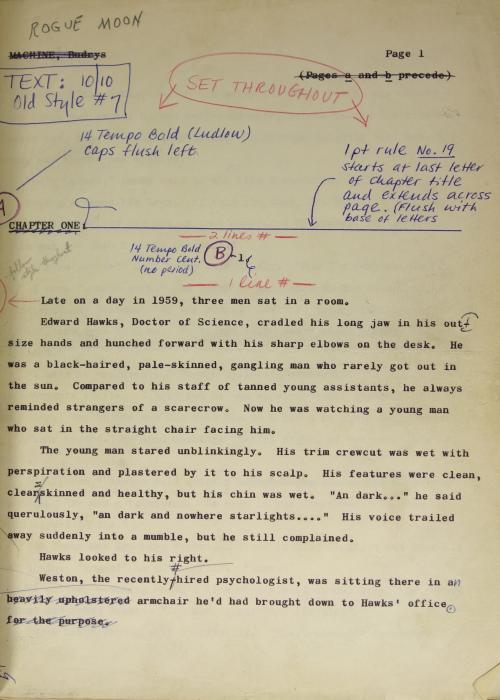 ROGUE MOON
MACHINE, Budrys
Page 1
(Pages a and b precede)
TEXT: 10/10
Old Style #7
SET THROUGHOUT
14 Tempo Bold (Ludlow)
caps flush left
1pt rule No. 19
starts at last letter
of chapter title
and extends across
page. (Flush with
base of letters
A
CHAPTER ONE
2 lines #
14 Tempo Bold
Number cent.
(no period)
B
-1
1 line #
Late on a day in 1959, three men sat in a room.
Edward Hawks, Doctor of Science, cradled his long jaw in his out-
size hands and hunched forward with his sharp elbows on the desk. He
was a black-haired, pale-skinned, gangling man who rarely got out in
the sun. Compared to his staff of tanned young assistants, he always
reminded strangers of a scarecrow. Now he was watching a young man
who sat in the straight chair facing him.
The young man stared unblinkingly. His trim crewcut was wet with
perspiration and plastered by it to his scalp. His features were clean,
clear=skinned and healthy, but his chin was wet. "An dark..." he said
querulously, "an dark and nowhere starlights...." His voice trailed
away suddenly into a mumble, but he still complained.
Hawks looked to his right.
#
Weston, the recently-hired psychologist, was sitting there in an
heavily upholstered armchair he'd had brought down to Hawks' office.
for the purpose.